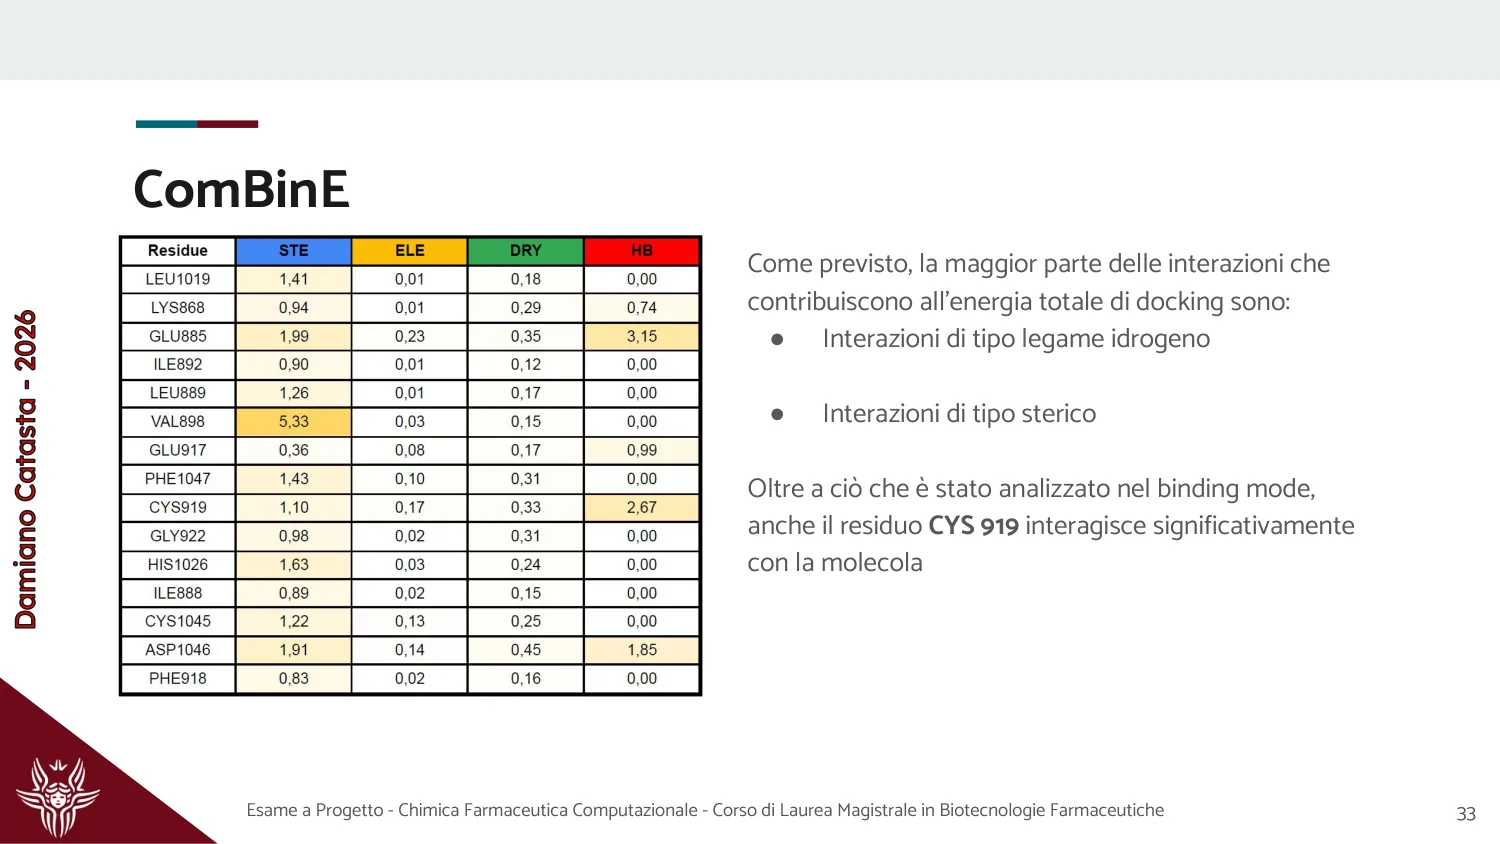 ComBinE
Residue STE ELE DRY HB
LEU1019 1,41 0,01 0,18 0,00
LYS868 0,94 0,01 0,29 0,74
GLU885 1,99 0,23 0,35 3,15
ILE892 0,90 0,01 0,12 0,00
LEU889 1,26 0,01 0,17 0,00
VAL898 5,33 0,03 0,15 0,00
GLU917 0,36 0,08 0,17 0,99
PHE1047 1,43 0,10 0,31 0,00
CYS919 1,10 0,17 0,33 2,67
GLY922 0,98 0,02 0,31 0,00
HIS1026 1,63 0,03 0,24 0,00
ILE888 0,89 0,02 0,15 0,00
CYS1045 1,22 0,13 0,25 0,00
ASP1046 1,91 0,14 0,45 1,85
PHE918 0,83 0,02 0,16 0,00
Come previsto, la maggior parte delle interazioni che
contribuiscono all'energia totale di docking sono:
● Interazioni di tipo legame idrogeno
● Interazioni di tipo sterico
Oltre a ciò che è stato analizzato nel binding mode,
anche il residuo CYS 919 interagisce significativamente
con la molecola
Damiano Catasta - 2026
Esame a Progetto - Chimica Farmaceutica Computazionale - Corso di Laurea Magistrale in Biotecnologie Farmaceutiche
33